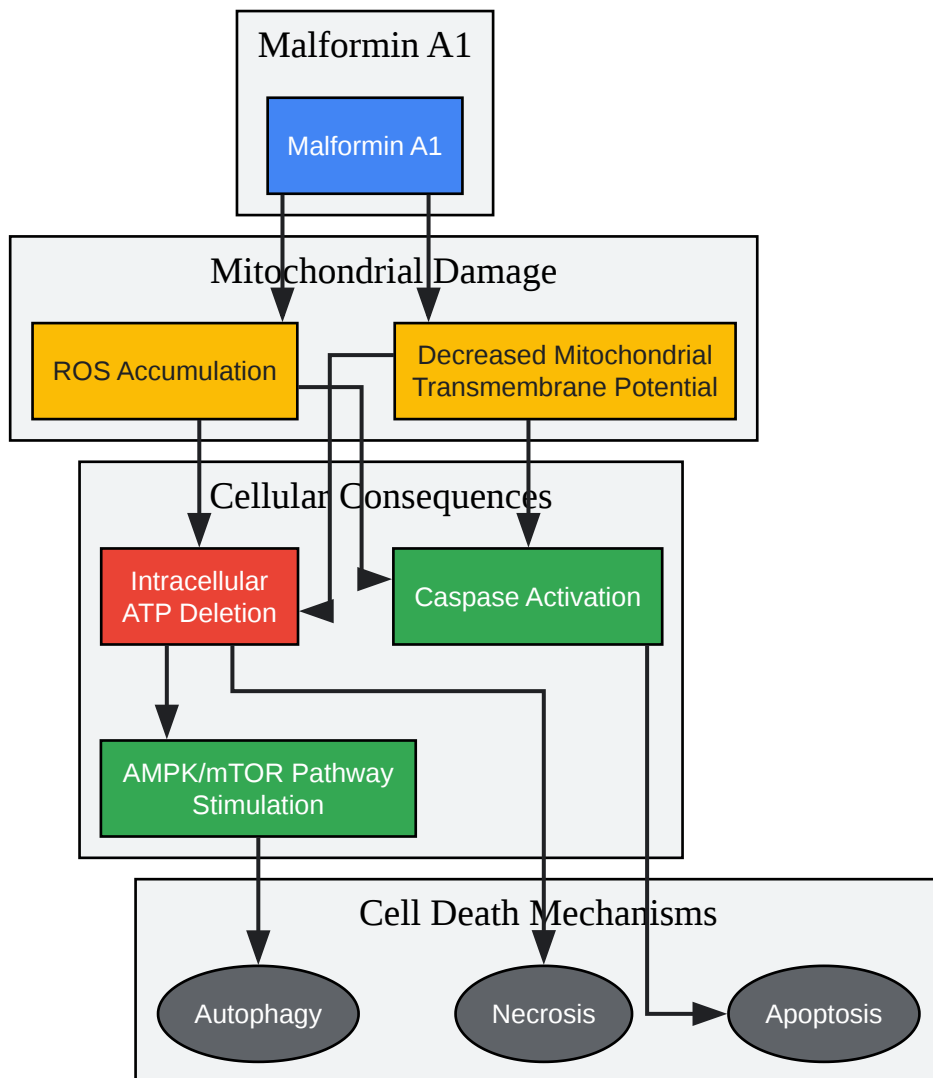 Malformin A1
Malformin A1
Mitochondrial Damage
ROS Accumulation
Decreased Mitochondrial
Transmembrane Potential
Cellular Consequences
Intracellular
ATP Deletion
Caspase Activation
AMPK/mTOR Pathway
Stimulation
Cell Death Mechanisms
Autophagy
Necrosis
Apoptosis